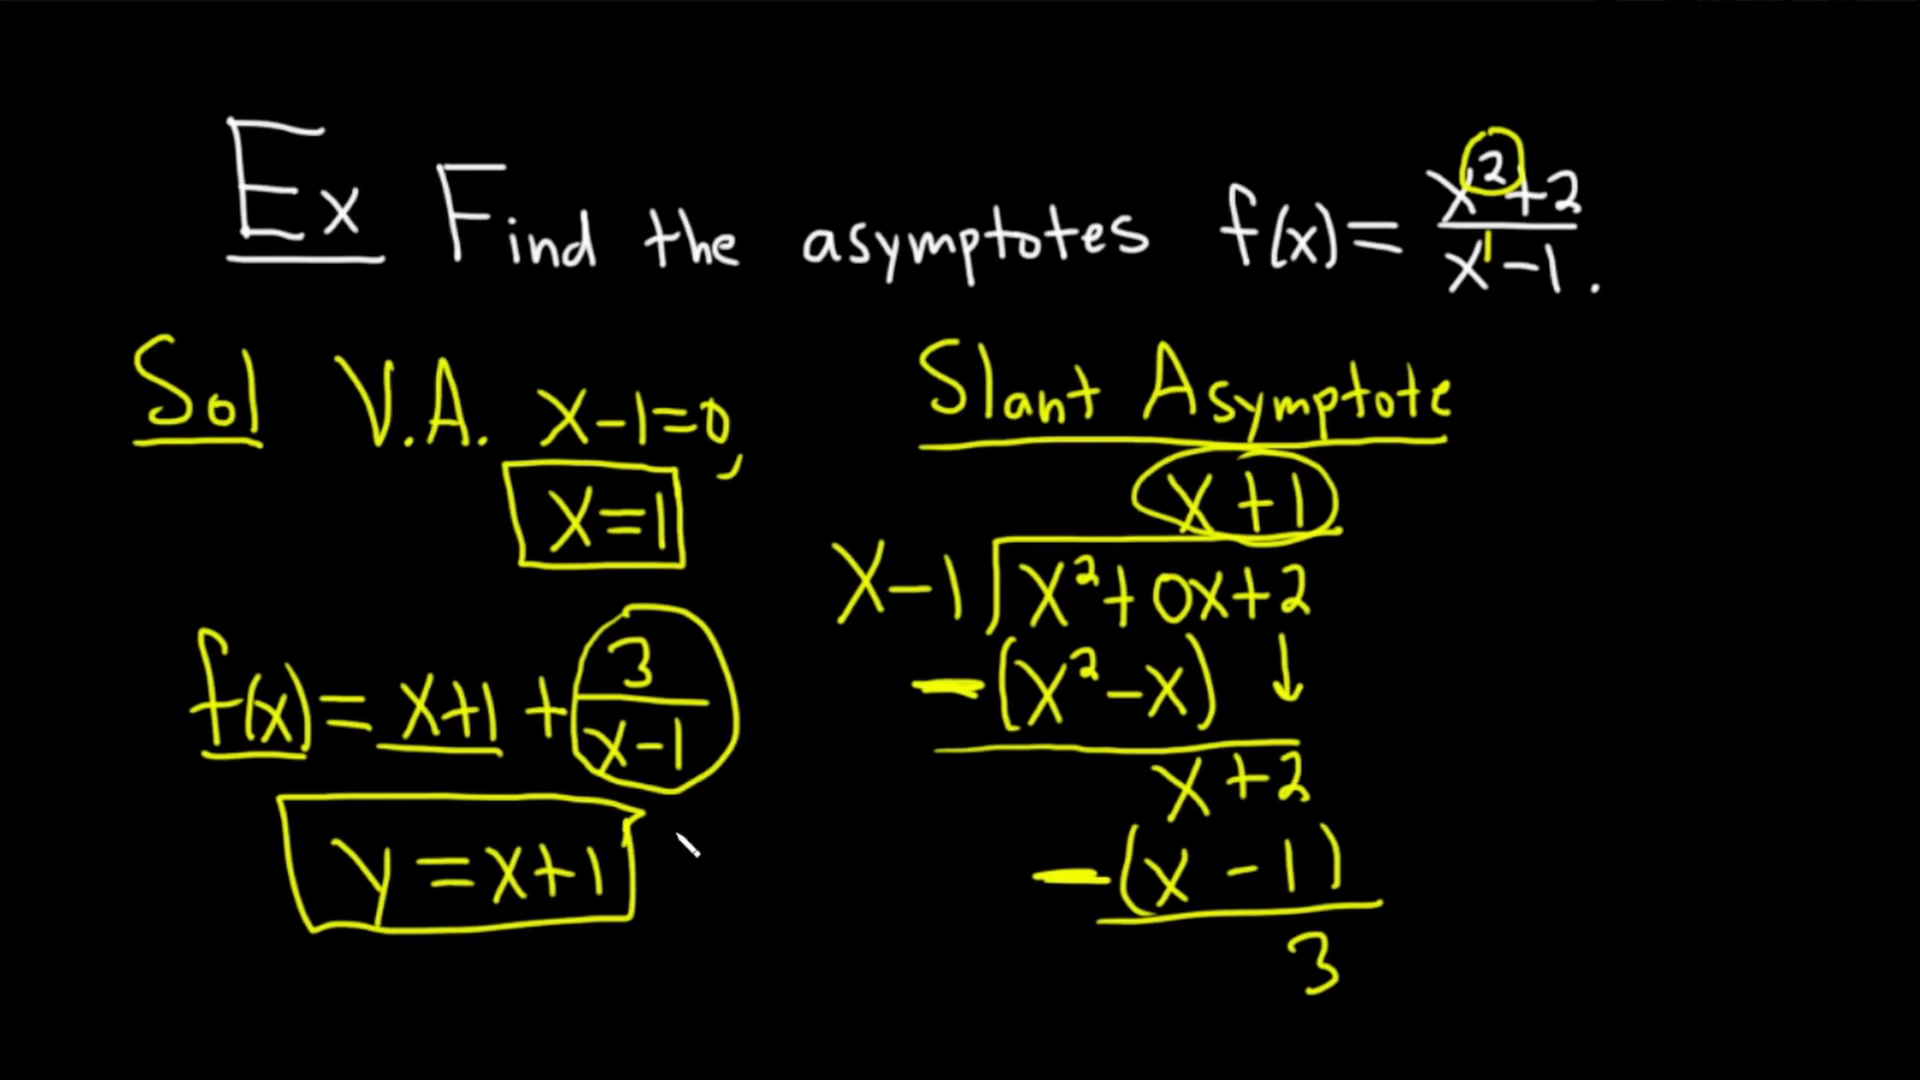 Ex Find the asymptotes f(x) = (x²+2)/(x¹-1).
Sol V.A. x-1=0,
x=1
f(x) = x+1 + 3/(x-1)
y = x+1
Slant Asymptote
x+1
x-1)x²+0x+2
-(x²-x) ↓
x+2
-(x-1)
3